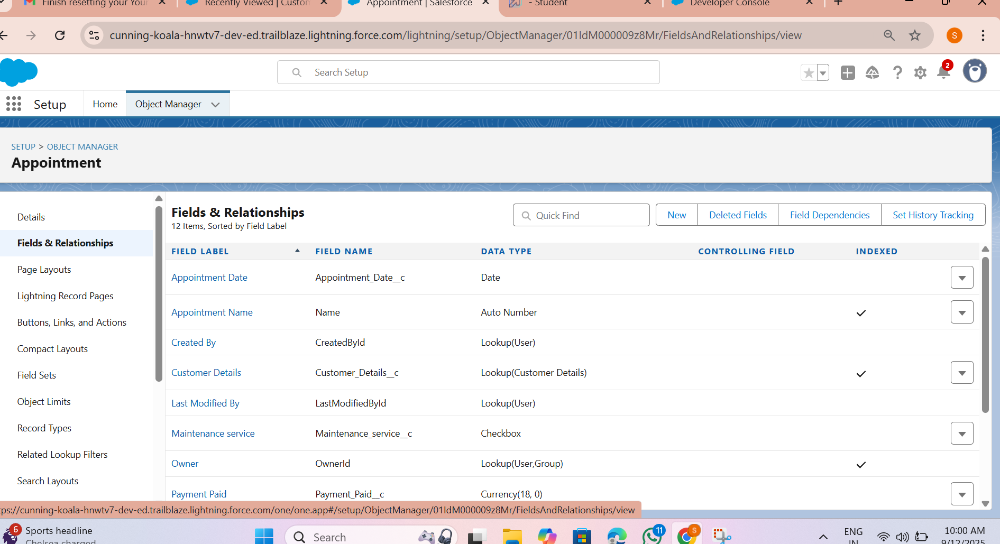 Finish resetting your You
Recently Viewed | Custom
Appointment | Salesforce
- Student
Developer Console
cunning-koala-hnwtv7-dev-ed.trailblaze.lightning.force.com/lightning/setup/ObjectManager/01IdM000009z8Mr/FieldsAndRelationships/view
S
Search Setup
2
Setup
Home
Object Manager
SETUP > OBJECT MANAGER
Appointment
Details
Fields & Relationships
Page Layouts
Lightning Record Pages
Buttons, Links, and Actions
Compact Layouts
Field Sets
Object Limits
Record Types
Related Lookup Filters
Search Layouts
Fields & Relationships
12 Items, Sorted by Field Label
Quick Find
New
Deleted Fields
Field Dependencies
Set History Tracking
FIELD LABEL FIELD NAME DATA TYPE CONTROLLING FIELD INDEXED
Appointment Date Appointment_Date__c Date
Appointment Name Name Auto Number
Created By CreatedById Lookup(User)
Customer Details Customer_Details__c Lookup(Customer Details)
Last Modified By LastModifiedById Lookup(User)
Maintenance service Maintenance_service__c Checkbox
Owner OwnerId Lookup(User,Group)
Payment Paid Payment_Paid__c Currency(18, 0)
ps://cunning-koala-hnwtv7-dev-ed.trailblaze.lightning.force.com/one/one.app#/setup/ObjectManager/01IdM000009z8Mr/FieldsAndRelationships/view
6
Sports headline
Chelsea charged
Search
11
S
ENG
IN
10:00 AM
9/12/2025